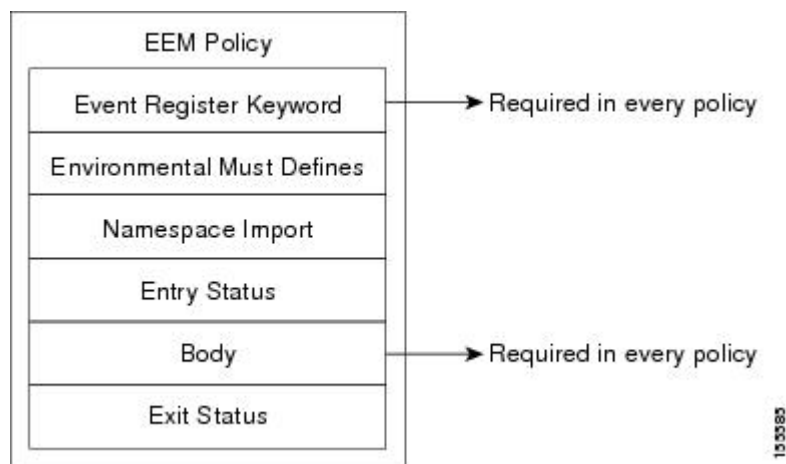 EEM Policy
Event Register Keyword
Required in every policy
Environmental Must Defines
Namespace Import
Entry Status
Body
Required in every policy
Exit Status
155585